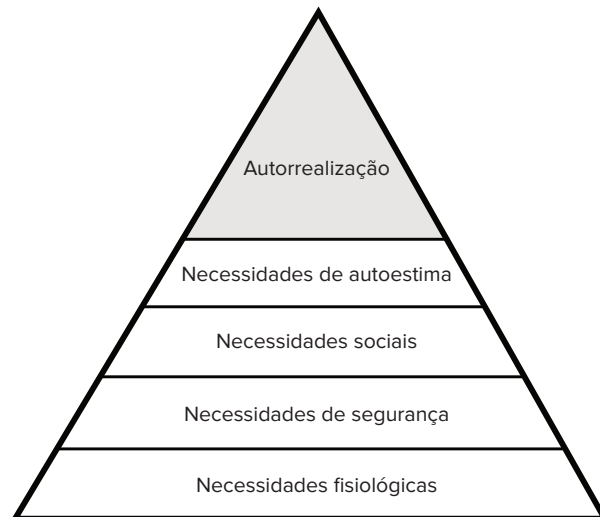 Autorrealização
Necessidades de autoestima
Necessidades sociais
Necessidades de segurança
Necessidades fisiológicas